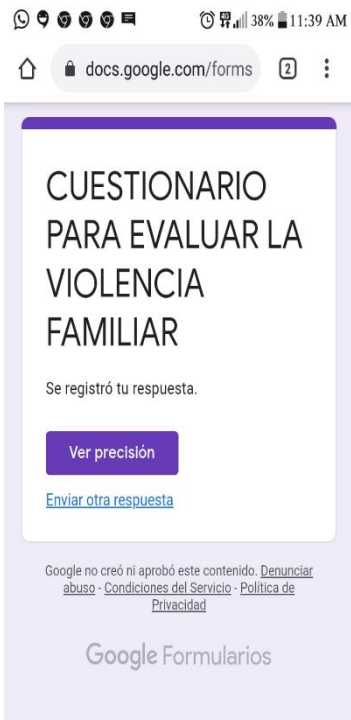 38% 11:39 AM
docs.google.com/forms 2
CUESTIONARIO
PARA EVALUAR LA
VIOLENCIA
FAMILIAR
Se registró tu respuesta.
Ver precisión
Enviar otra respuesta
Google no creó ni aprobó este contenido. Denunciar
abuso - Condiciones del Servicio - Política de
Privacidad
Google Formularios